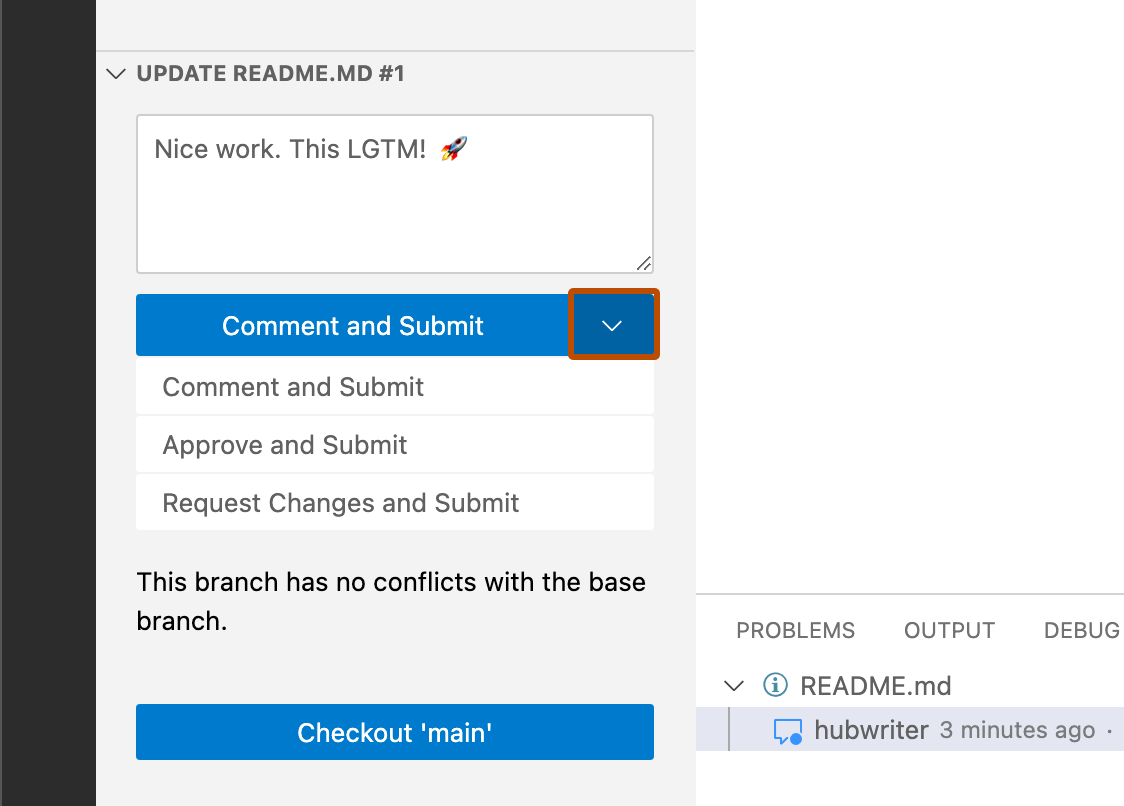 UPDATE README.MD #1
Nice work. This LGTM! 🚀
Comment and Submit
Comment and Submit
Approve and Submit
Request Changes and Submit
This branch has no conflicts with the base
branch.
Checkout 'main'
PROBLEMS OUTPUT DEBUG
README.md
hubwriter 3 minutes ago ·